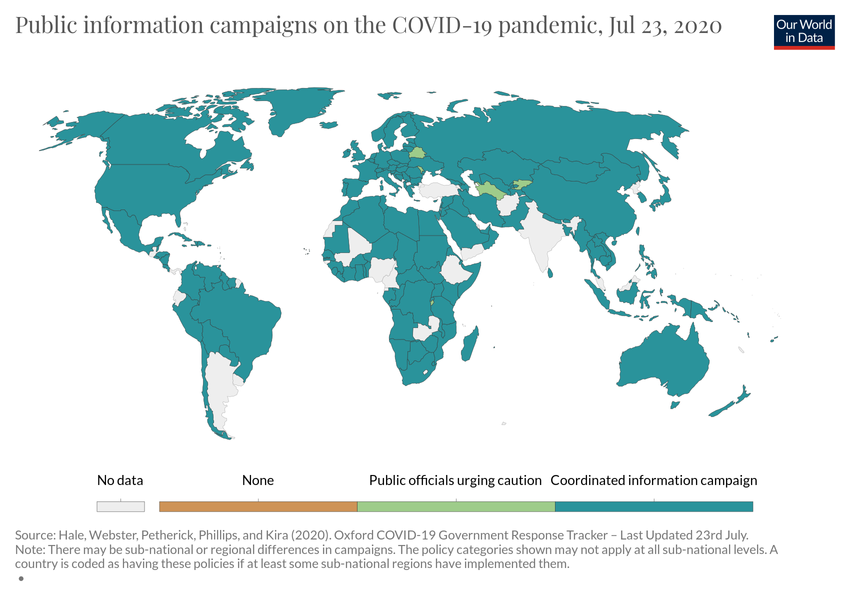 Public information campaigns on the COVID-19 pandemic, Jul 23, 2020
Our World
in Data
No data
None
Public officials urging caution
Coordinated information campaign
Source: Hale, Webster, Petherick, Phillips, and Kira (2020). Oxford COVID-19 Government Response Tracker – Last Updated 23rd July.
Note: There may be sub-national or regional differences in campaigns. The policy categories shown may not apply at all sub-national levels. A
country is coded as having these policies if at least some sub-national regions have implemented them.